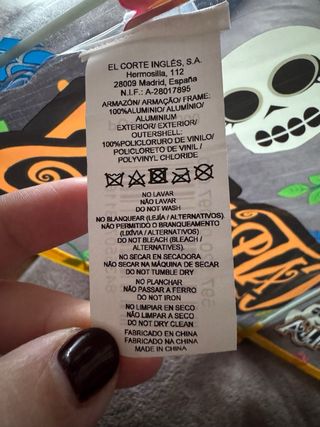 EL CORTE INGLÉS, S.A.
Hermosilla, 112
28009 Madrid, España
N.I.F.: A-28017895
ARMAZÓN/ ARMAÇÃO/ FRAME:
100%ALUMINIO/ ALUMÍNIO/
ALUMINIUM
EXTERIOR/ EXTERIOR/
OUTERSHELL:
100%POLICLORURO DE VINILO/
POLICLORETO DE VINILO/
POLYVINYL CHLORIDE
NO LAVAR
NÃO LAVAR
DO NOT WASH
NO BLANQUEAR (LEJÍA / ALTERNATIVOS).
NÃO PERMITIDO O BRANQUEAMENTO
(LIXÍVIA / ALTERNATIVOS)
DO NOT BLEACH (BLEACH /
ALTERNATIVES).
NO SECAR EN SECADORA
NÃO SECAR NA MÁQUINA DE SECAR
DO NOT TUMBLE DRY
NO PLANCHAR
NÃO PASSAR A FERRO
DO NOT IRON
NO LIMPIAR EN SECO
NÃO LIMPAR A SECO
DO NOT DRY CLEAN
FABRICADO EN CHINA
FABRICADO NA CHINA
MADE IN CHINA